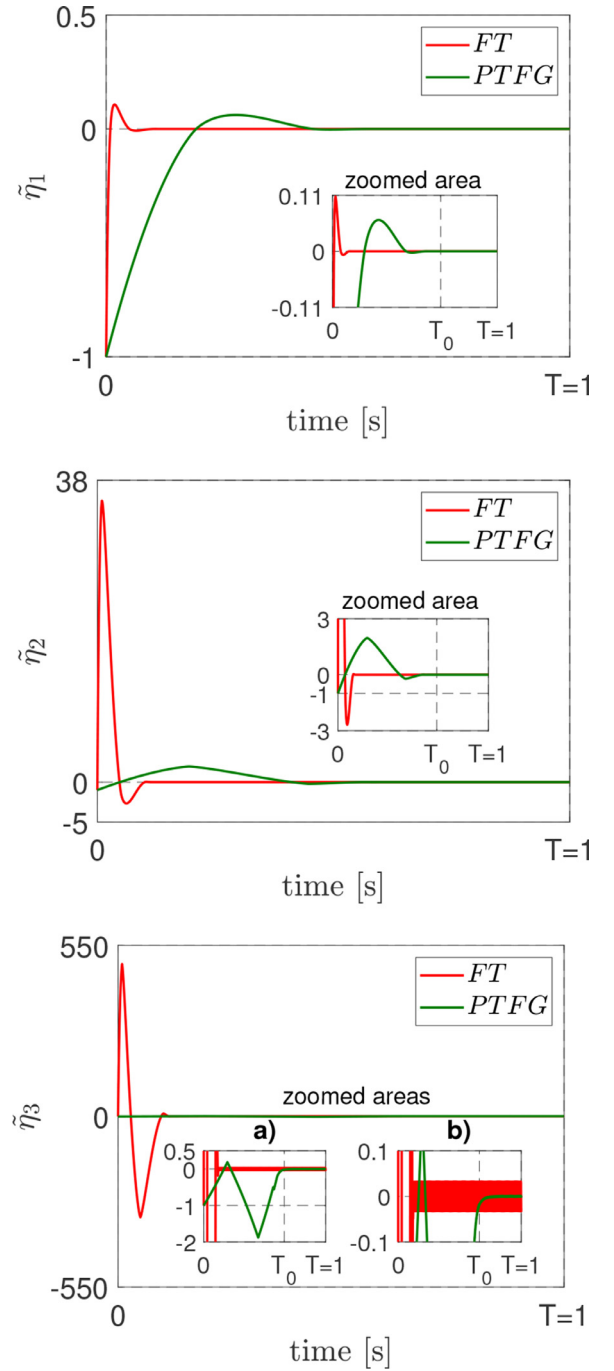 0.5
FT
PTFG
0
η̃₁
zoomed area
0.11
0
-0.11
0 T₀ T=1
-1
0 T=1
time [s]
38
FT
PTFG
η̃₂
zoomed area
3
0
-1
-3
0 T₀ T=1
0
-5
0 T=1
time [s]
550
FT
PTFG
η̃₃
0
zoomed areas
a) b)
0.5 0.1
-1 0
-2 -0.1
0 T₀ T=1 0 T₀ T=1
-550
0 T=1
time [s]